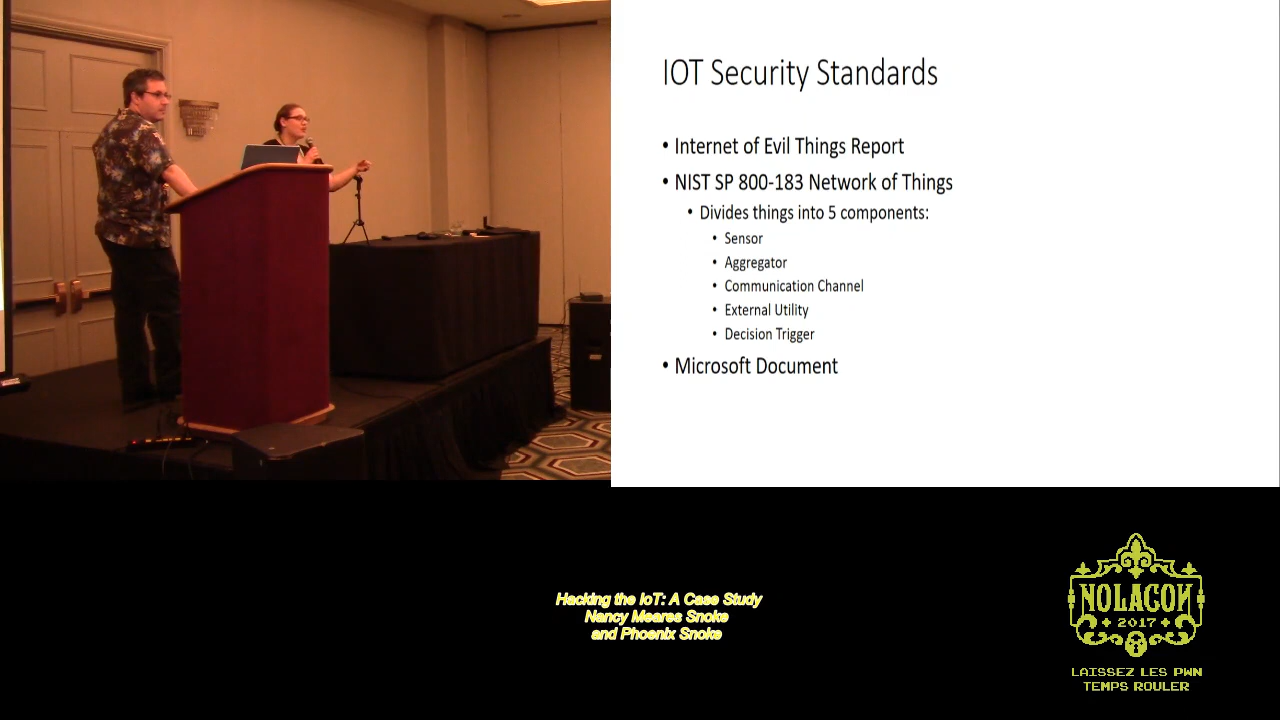 IOT Security Standards
• Internet of Evil Things Report
• NIST SP 800-183 Network of Things
• Divides things into 5 components:
• Sensor
• Aggregator
• Communication Channel
• External Utility
• Decision Trigger
• Microsoft Document
Hacking the IoT: A Case Study
Nancy Meares Snoke
and Phoenix Snoke
NOLACON
2017
LAISSEZ LES PWN
TEMPS ROULER